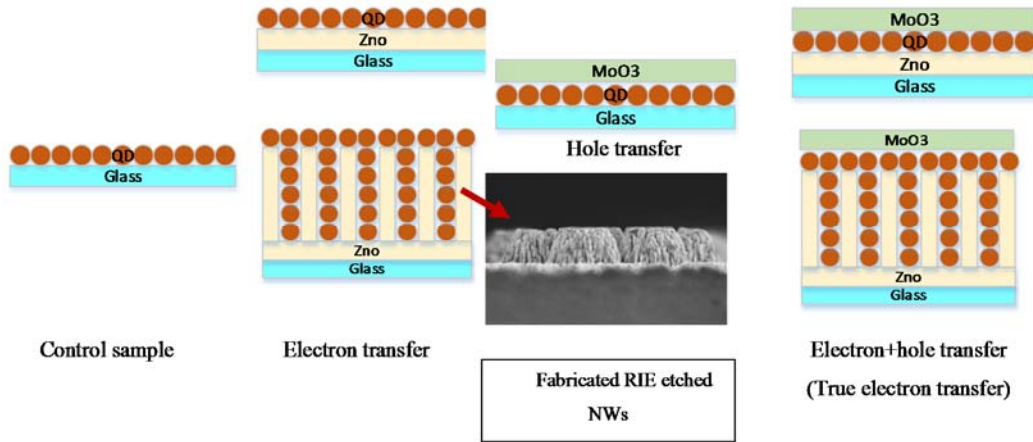 QD
Zno
Glass
MoO3
QD
Glass
Hole transfer
MoO3
QD
Zno
Glass
QD
Glass
Zno
Glass
MoO3
Zno
Glass
Control sample
Electron transfer
Electron+hole transfer
(True electron transfer)
Fabricated RIE etched
NWs